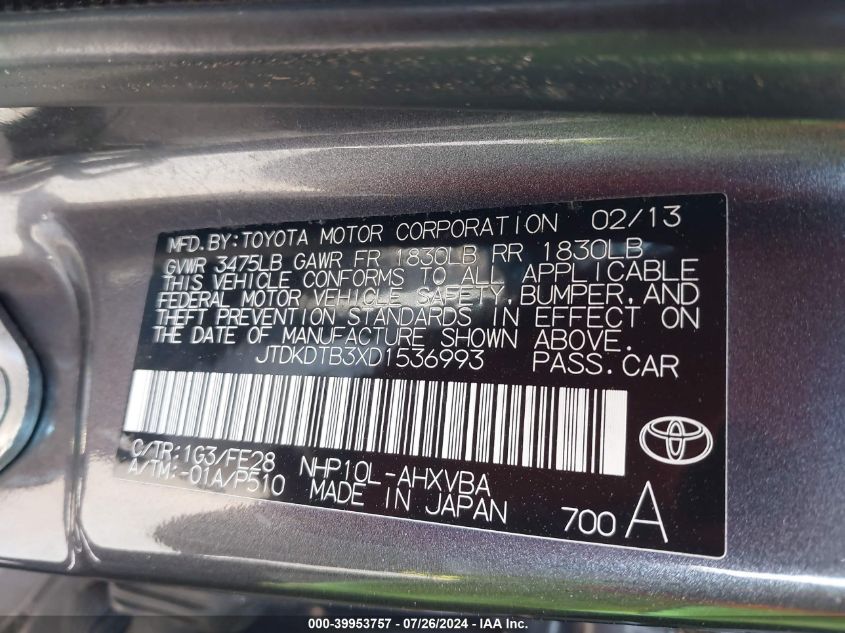 MFD. BY: TOYOTA MOTOR CORPORATION 02/13
GVWR 3475LB GAWR FR 1830LB RR 1830LB
THIS VEHICLE CONFORMS TO ALL APPLICABLE
FEDERAL MOTOR VEHICLE SAFETY, BUMPER, AND
THEFT PREVENTION STANDARDS IN EFFECT ON
THE DATE OF MANUFACTURE SHOWN ABOVE.
JTDKDTB3XD1536993 PASS. CAR
C/TR: 1G3/FE28 NHP10L-AHXVBA
A/TM: -01A/P510 MADE IN JAPAN 700 A
000-39953757 - 07/26/2024 - IAA Inc.